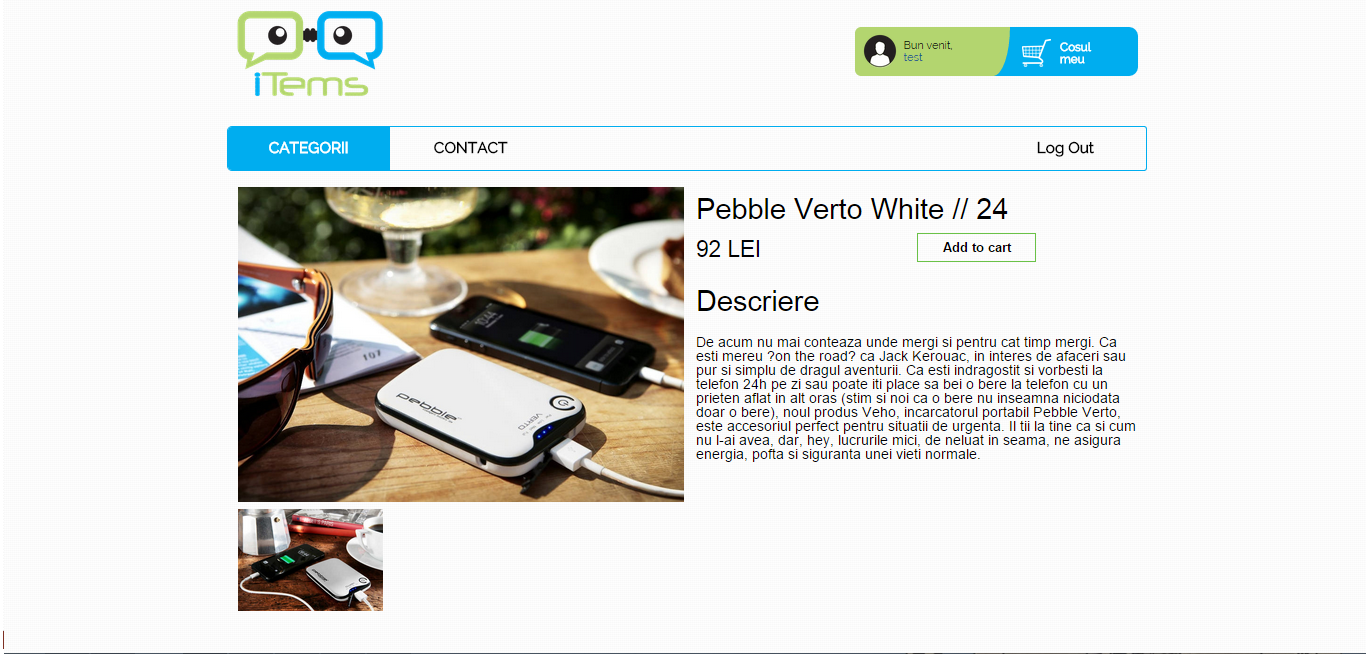 iTems
Bun venit,
test
Cosul
meu
CATEGORII
CONTACT
Log Out
Pebble Verto White // 24
92 LEI
Add to cart
Descriere
De acum nu mai conteaza unde mergi si pentru cat timp mergi. Ca
esti mereu ?on the road? ca Jack Kerouac, in interes de afaceri sau
pur si simplu de dragul aventurii. Ca esti indragostit si vorbesti la
telefon 24h pe zi sau poate iti place sa bei o bere la telefon cu un
prieten aflat in alt oras (stim si noi ca o bere nu inseamna niciodata
doar o bere), noul produs Veho, incarcatorul portabil Pebble Verto,
este accesoriul perfect pentru situatii de urgenta. Il tii la tine ca si cum
nu l-ai avea, dar, hey, lucrurile mici, de neluat in seama, ne asigura
energia, pofta si siguranta unei vieti normale.
107
10:44
pebble
VERTO